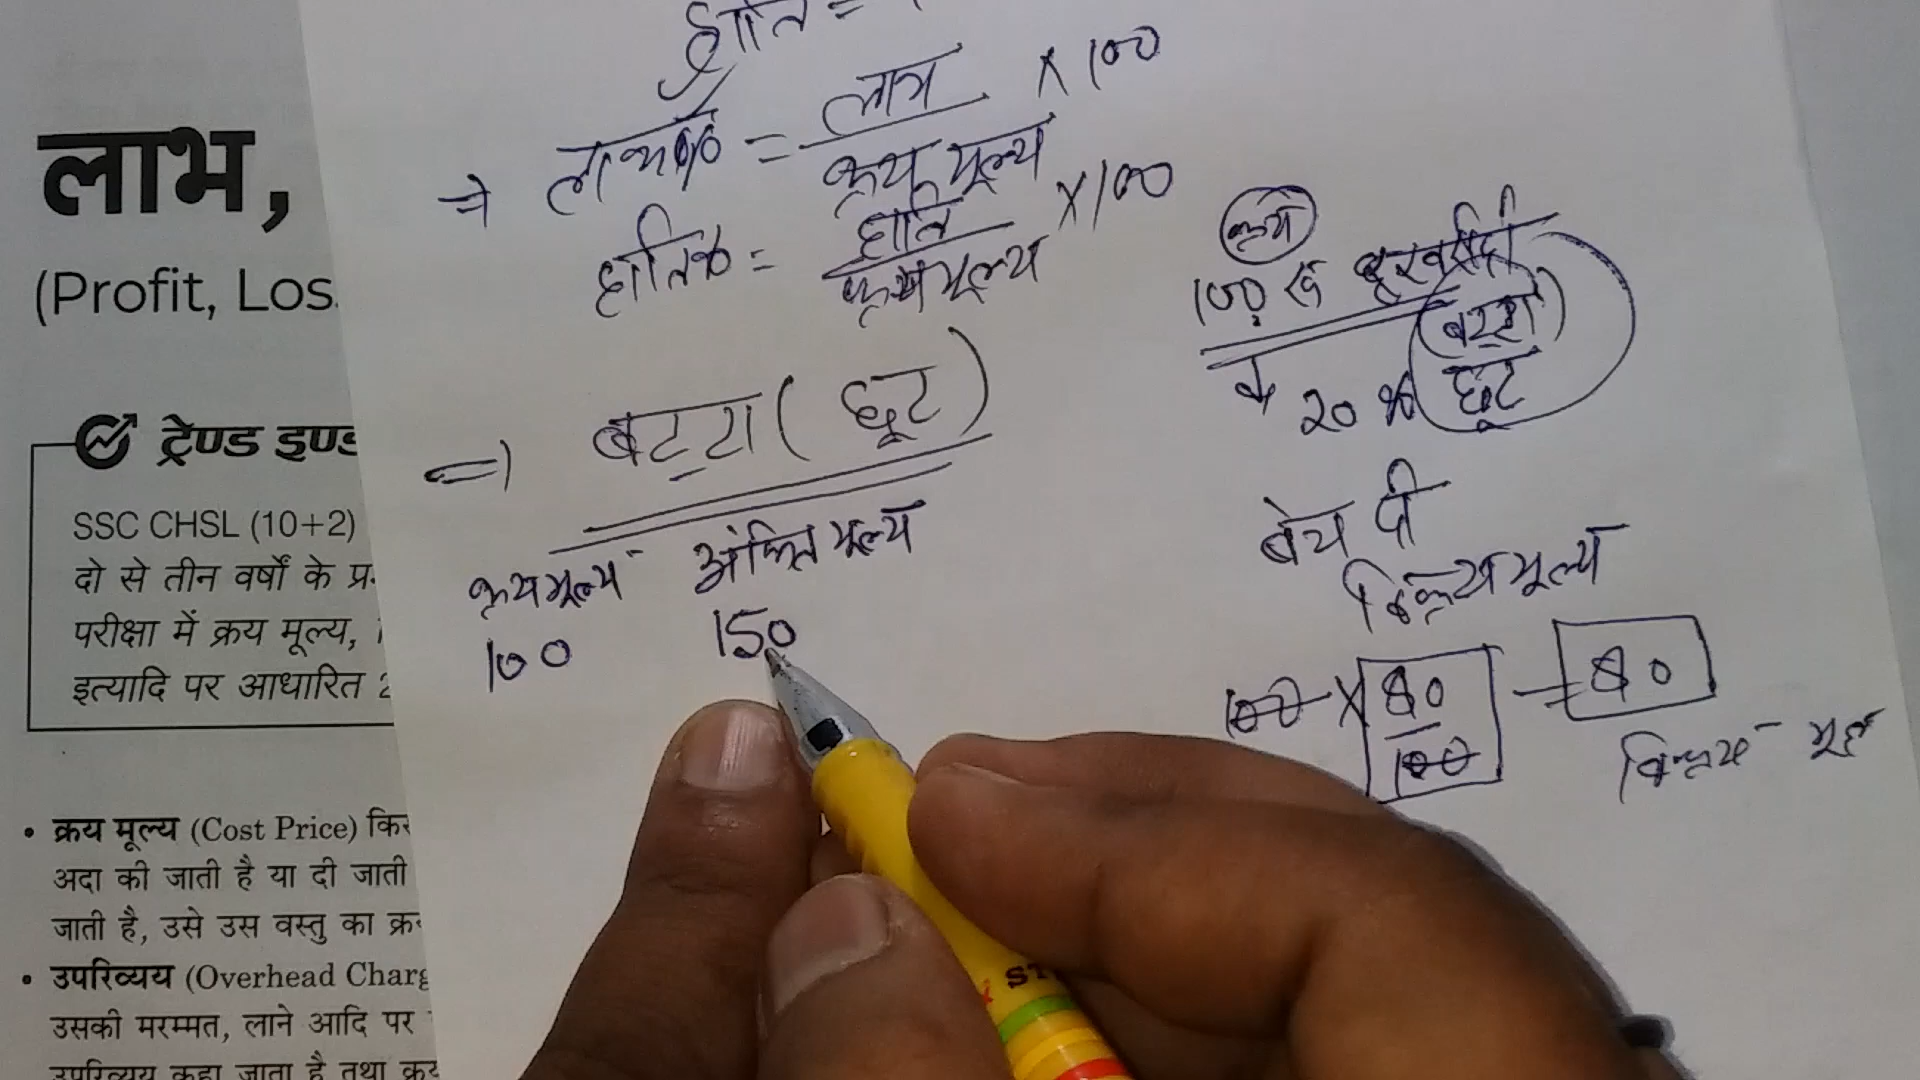 हानि =
⇒ लाभ% = लाभ / क्रय मूल्य × 100
हानि% = हानि / क्रय मूल्य × 100
⇒ बट्टा ( छूट )
क्रय मूल्य अंकित मूल्य
100 150
क्रय
100 रु खरीदी
20 %
बट्टा
छूट
बेच दी
विक्रय मूल्य
100 × 80 / 100 = 80
विक्रय मूल्य
लाभ,
(Profit, Los
ट्रेण्ड इण्ड
SSC CHSL (10+2)
दो से तीन वर्षों के प्र
परीक्षा में क्रय मूल्य,
इत्यादि पर आधारित 2
• क्रय मूल्य (Cost Price) किस
अदा की जाती है या दी जाती
जाती है, उसे उस वस्तु का क्र
• उपरिव्यय (Overhead Charg
उसकी मरम्मत, लाने आदि पर
उपरिव्यय कहा जाता है तथा क्रय